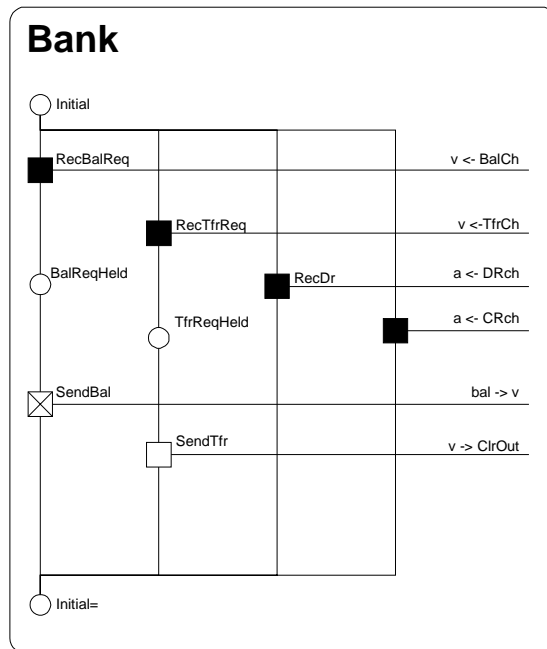 Bank
Initial
RecBalReq
v <- BalCh
RecTfrReq
v <-TfrCh
BalReqHeld
RecDr
a <- DRch
TfrReqHeld
a <- CRch
SendBal
bal -> v
SendTfr
v -> ClrOut
Initial=